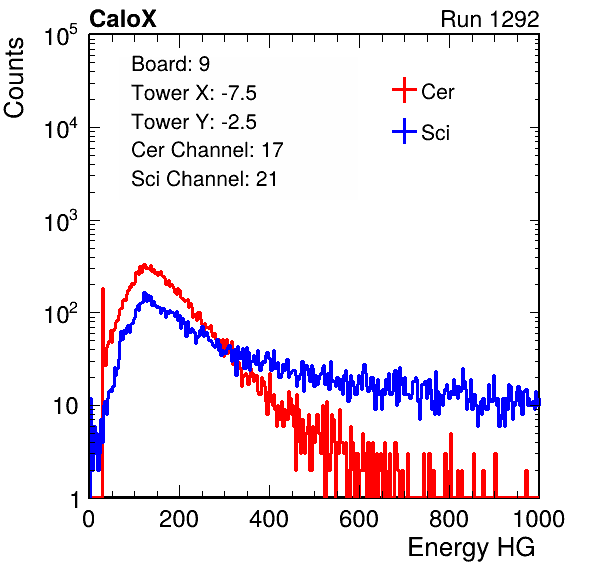 CaloX
Run 1292
Counts
10^5
10^4
10^3
10^2
10
1
Board: 9
Tower X: -7.5
Tower Y: -2.5
Cer Channel: 17
Sci Channel: 21
Cer
Sci
0 200 400 600 800 1000
Energy HG